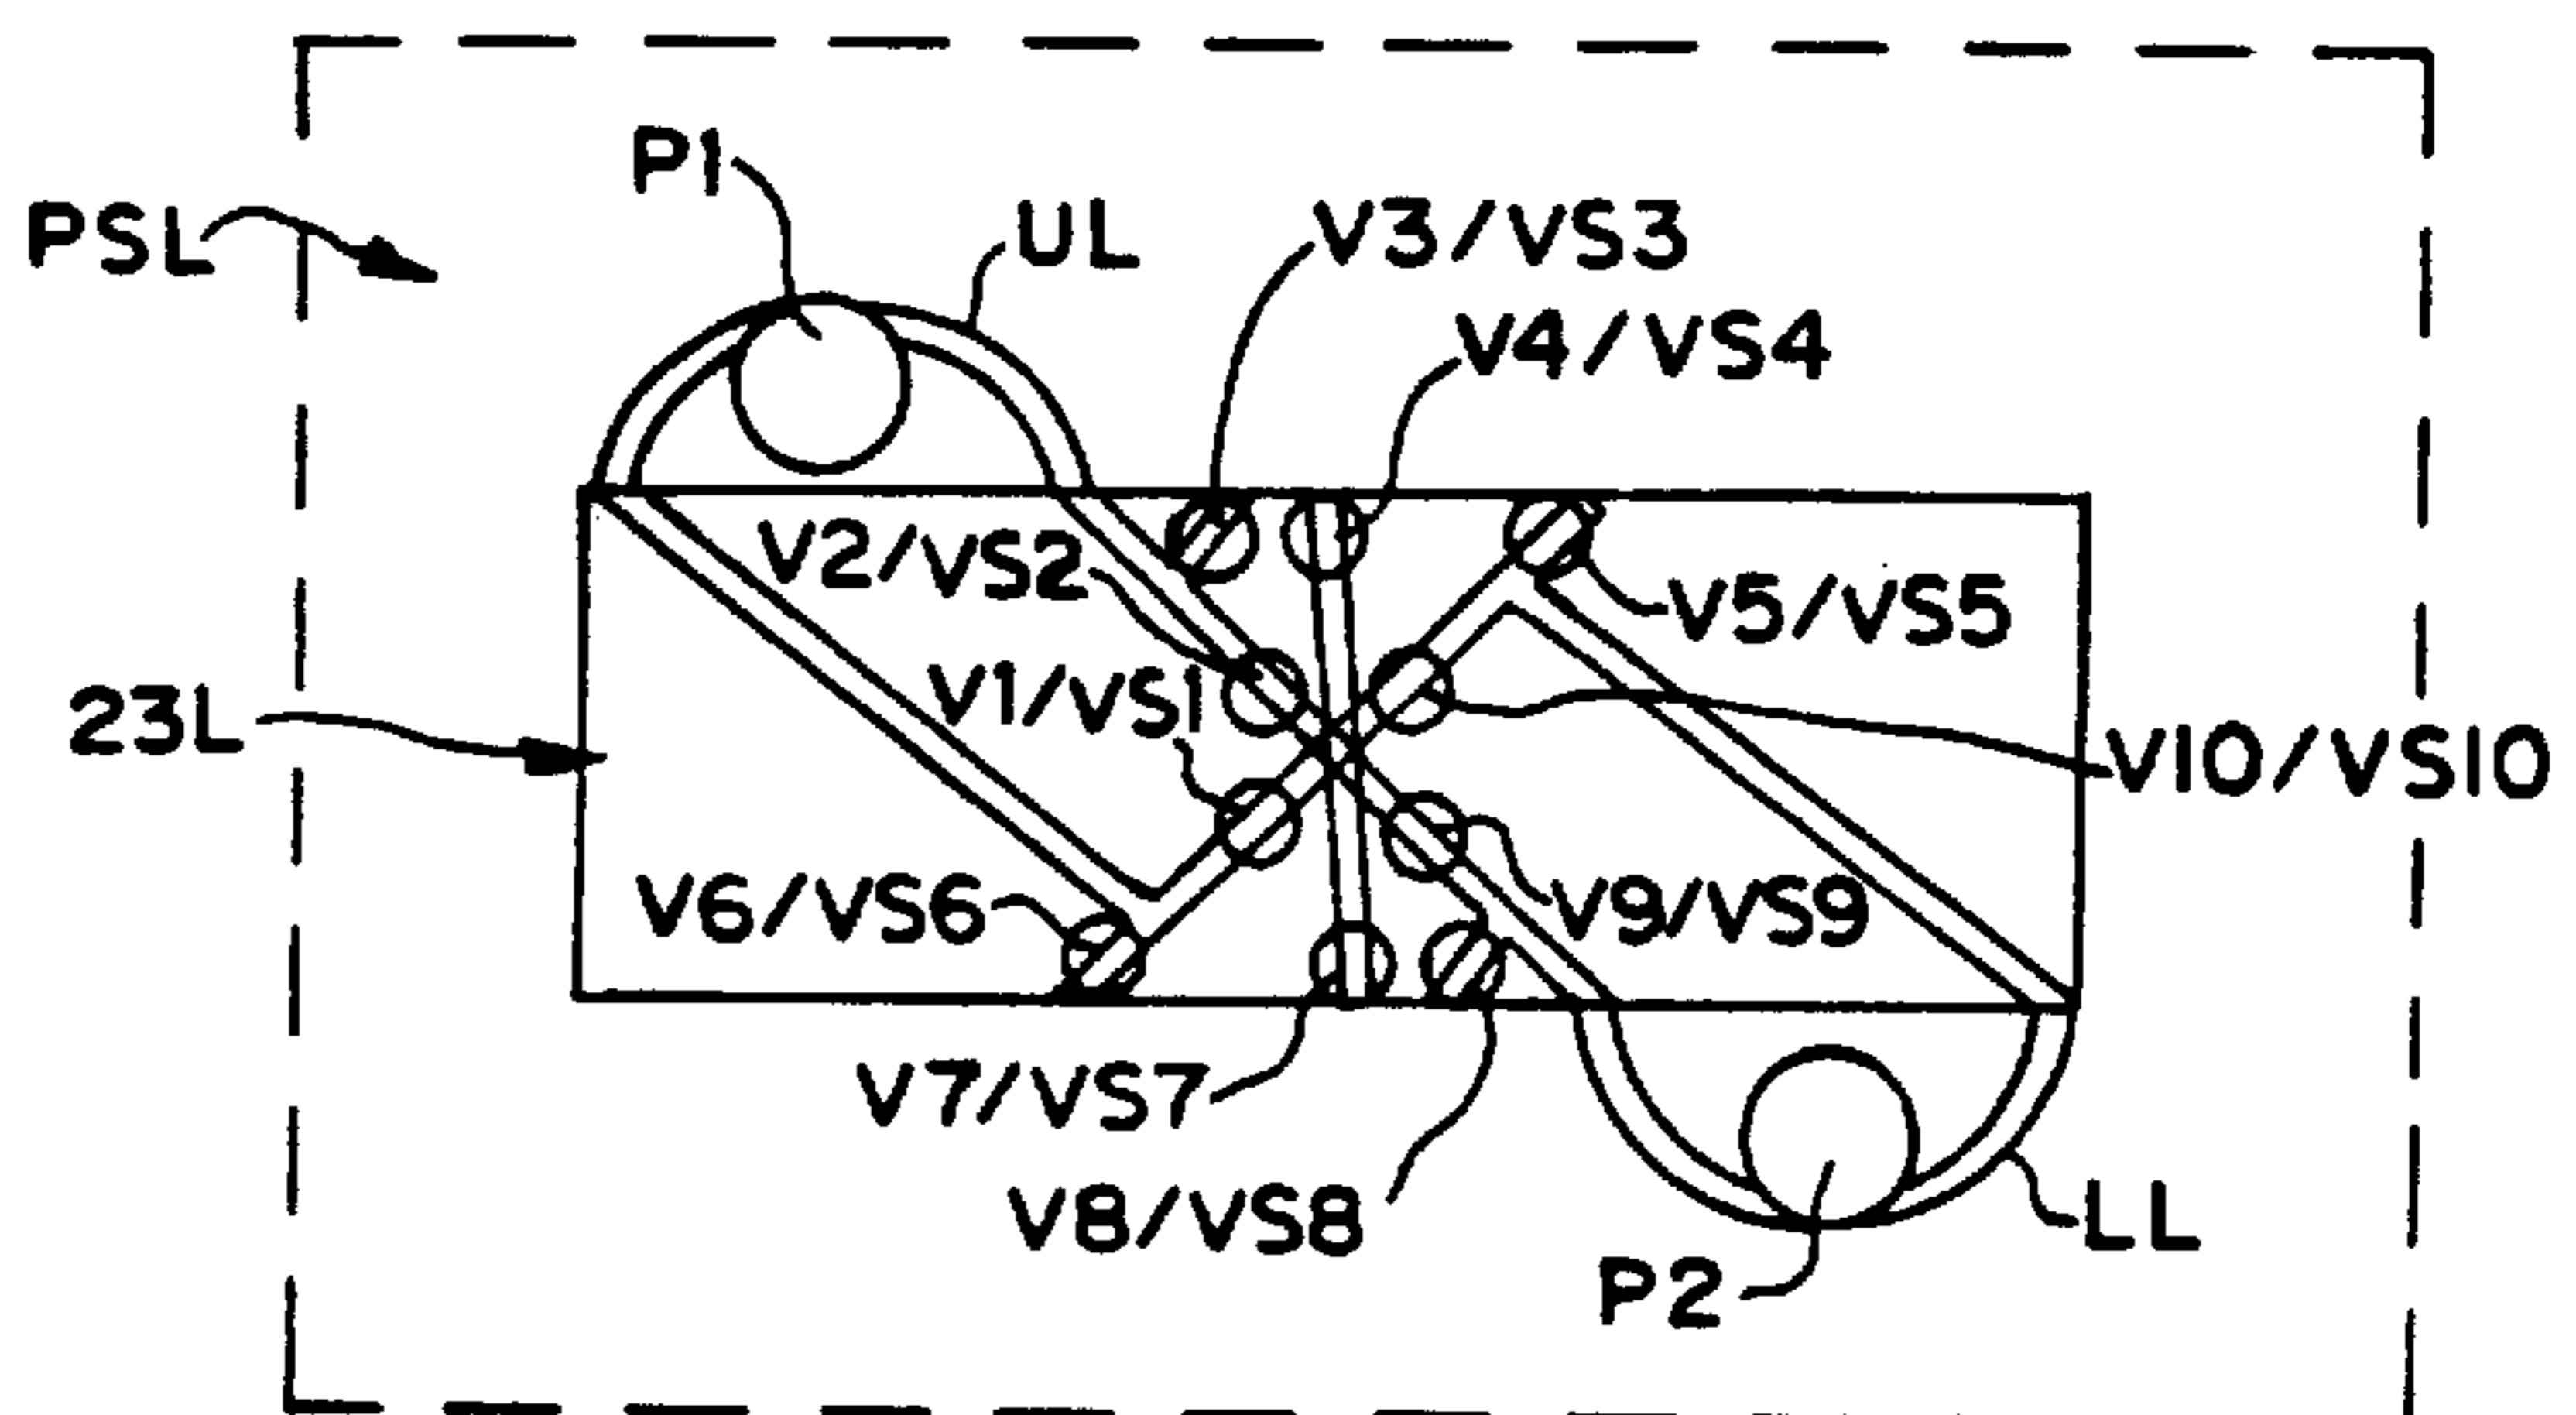 P1
PSL
UL
V3/VS3
V4/VS4
V2/VS2
V5/VS5
V1/VS1
23L
V10/VS10
V6/VS6
V9/VS9
V7/VS7
V8/VS8
LL
P2